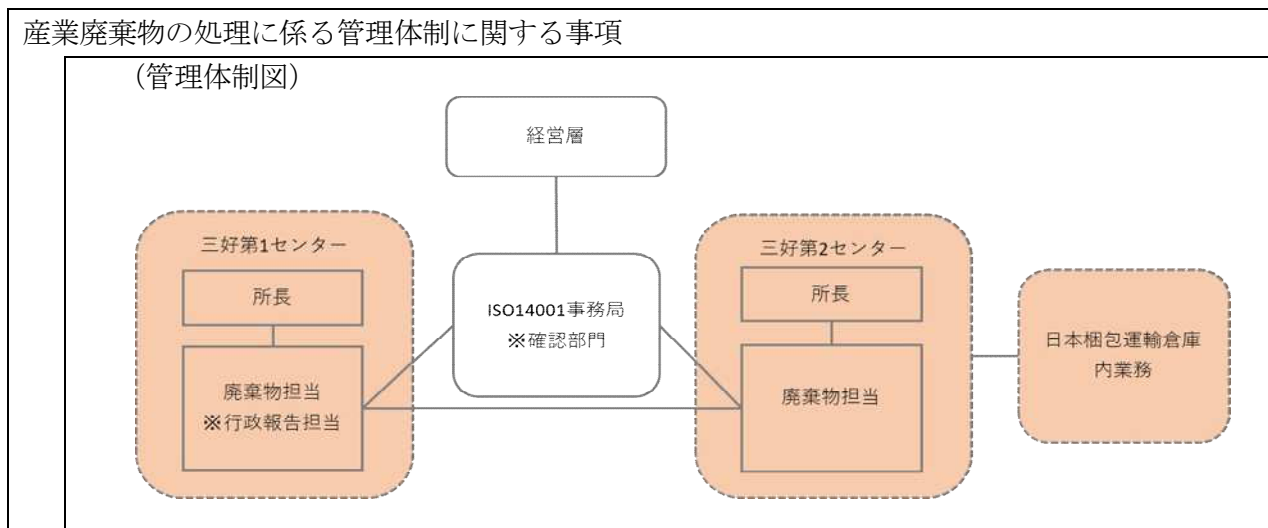 産業廃棄物の処理に係る管理体制に関する事項
（管理体制図）
経営層
三好第1センター
所長
廃棄物担当
※行政報告担当
ISO14001事務局
※確認部門
三好第2センター
所長
廃棄物担当
日本梱包運輸倉庫
内業務